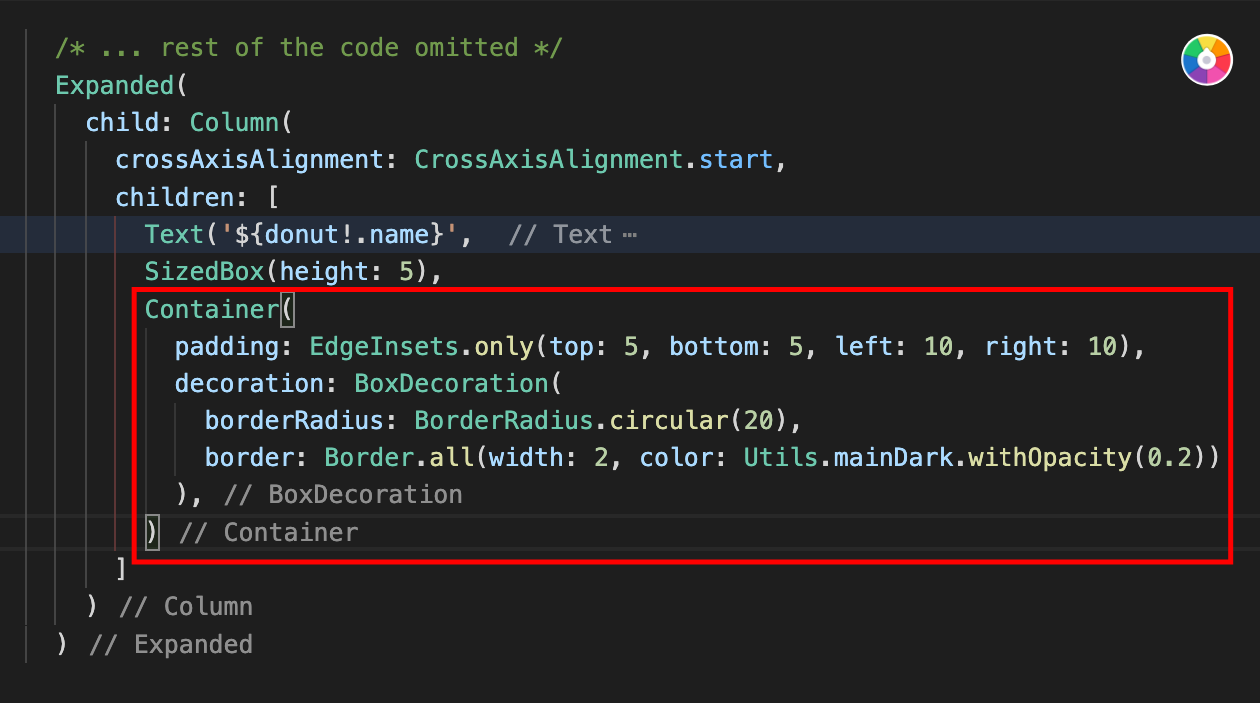 /* ... rest of the code omitted */
Expanded(
child: Column(
crossAxisAlignment: CrossAxisAlignment.start,
children: [
Text('${donut!.name}', // Text ⋯
SizedBox(height: 5),
Container(
padding: EdgeInsets.only(top: 5, bottom: 5, left: 10, right: 10),
decoration: BoxDecoration(
borderRadius: BorderRadius.circular(20),
border: Border.all(width: 2, color: Utils.mainDark.withOpacity(0.2))
), // BoxDecoration
) // Container
]
) // Column
) // Expanded